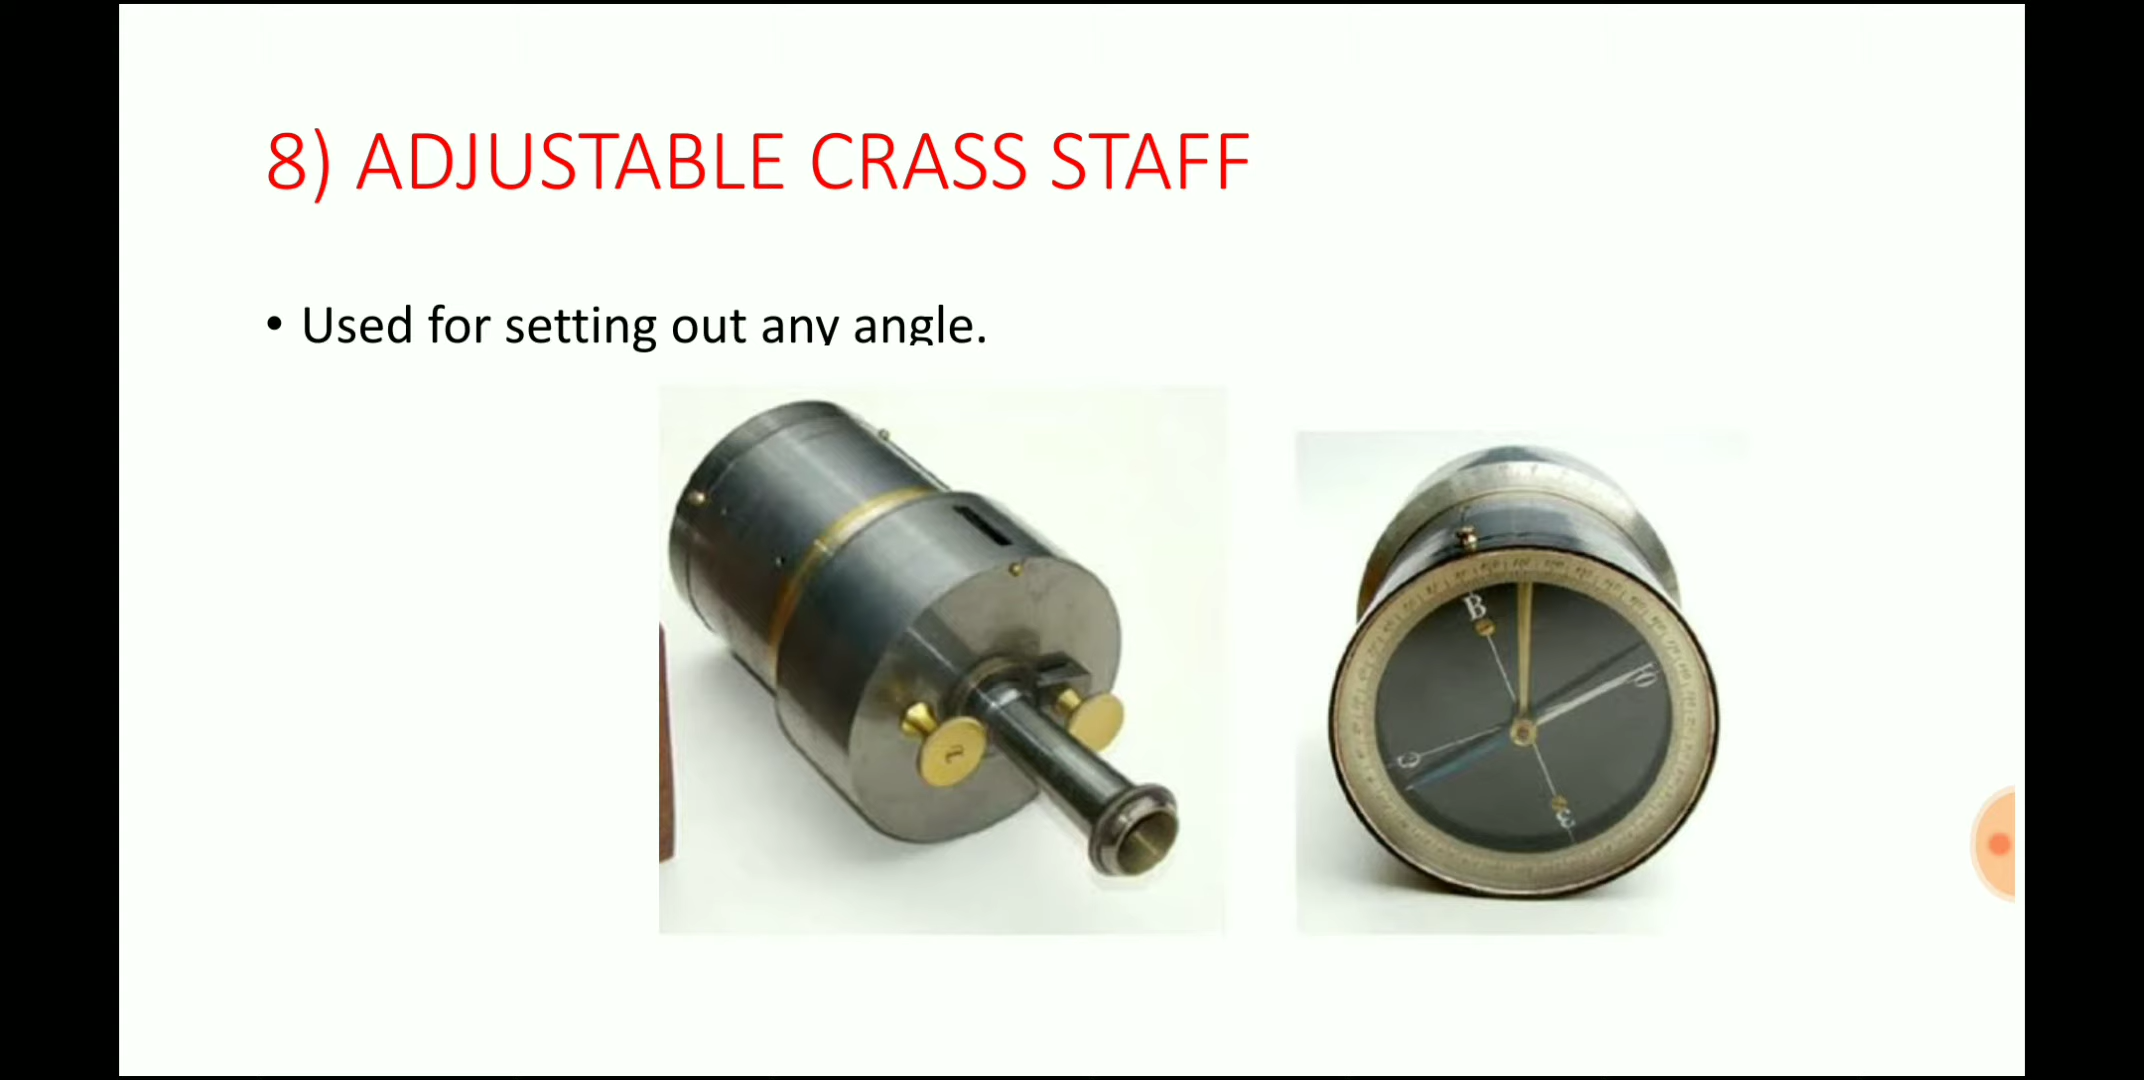 8) ADJUSTABLE CRASS STAFF
• Used for setting out any angle.
B
Ю
С
З